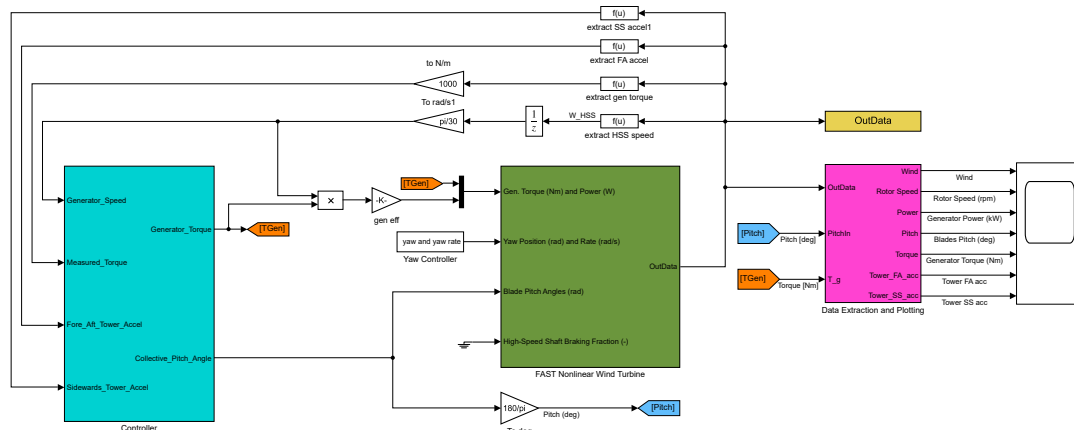 f(u)
extract SS accel1
f(u)
extract FA accel
to N/m
1000
f(u)
extract gen torque
To rad/s1
pi/30
1
z
W_HSS
f(u)
extract HSS speed
OutData
Generator_Speed
Generator_Torque
Measured_Torque
Fore_Aft_Tower_Accel
Collective_Pitch_Angle
Sidewards_Tower_Accel
Controller
[TGen]
×
-K-
gen eff
[TGen]
yaw and yaw rate
Yaw Controller
Gen. Torque (Nm) and Power (W)
Yaw Position (rad) and Rate (rad/s)
OutData
Blade Pitch Angles (rad)
High-Speed Shaft Braking Fraction (-)
FAST Nonlinear Wind Turbine
180/pi
Pitch (deg)
[Pitch]
[Pitch]
Pitch [deg]
[TGen]
Torque [Nm]
OutData
PitchIn
T_g
Wind
Rotor Speed
Power
Pitch
Torque
Tower_FA_acc
Tower_SS_acc
Data Extraction and Plotting
Wind
Rotor Speed (rpm)
Generator Power (kW)
Blades Pitch (deg)
Generator Torque (Nm)
Tower FA acc
Tower SS acc